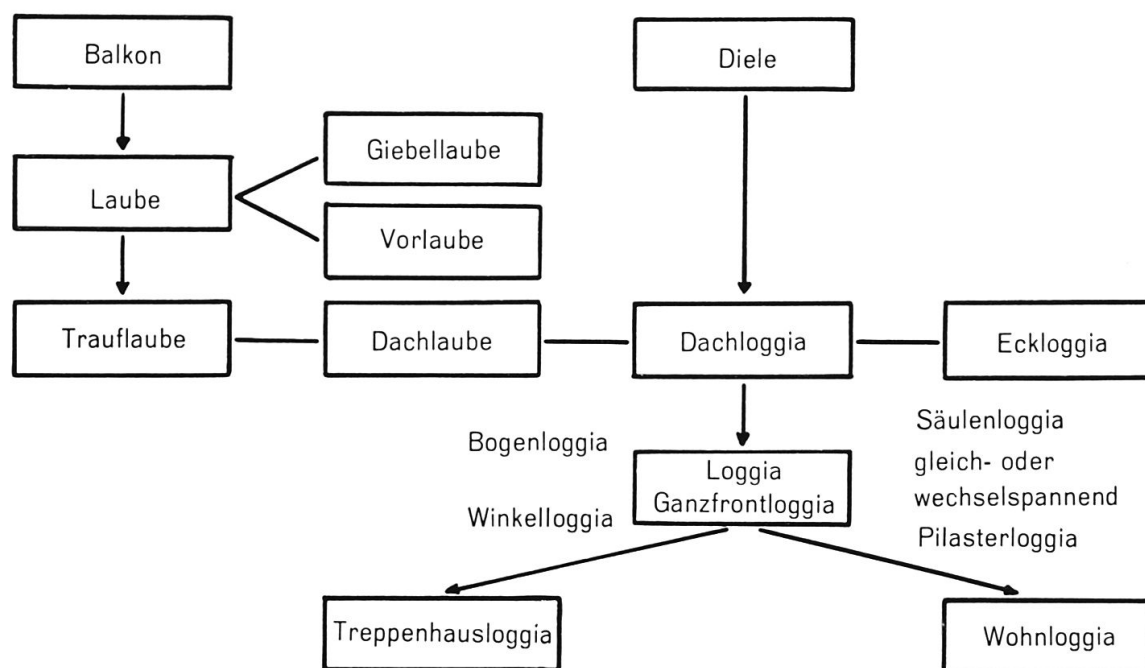 Balkon
Diele
Giebellaube
Laube
Vorlaube
Trauflaube
Dachlaube
Dachloggia
Eckloggia
Bogenloggia
Winkelloggia
Loggia
Ganzfrontloggia
Säulenloggia
gleich- oder
wechselspannend
Pilasterloggia
Treppenhausloggia
Wohnloggia